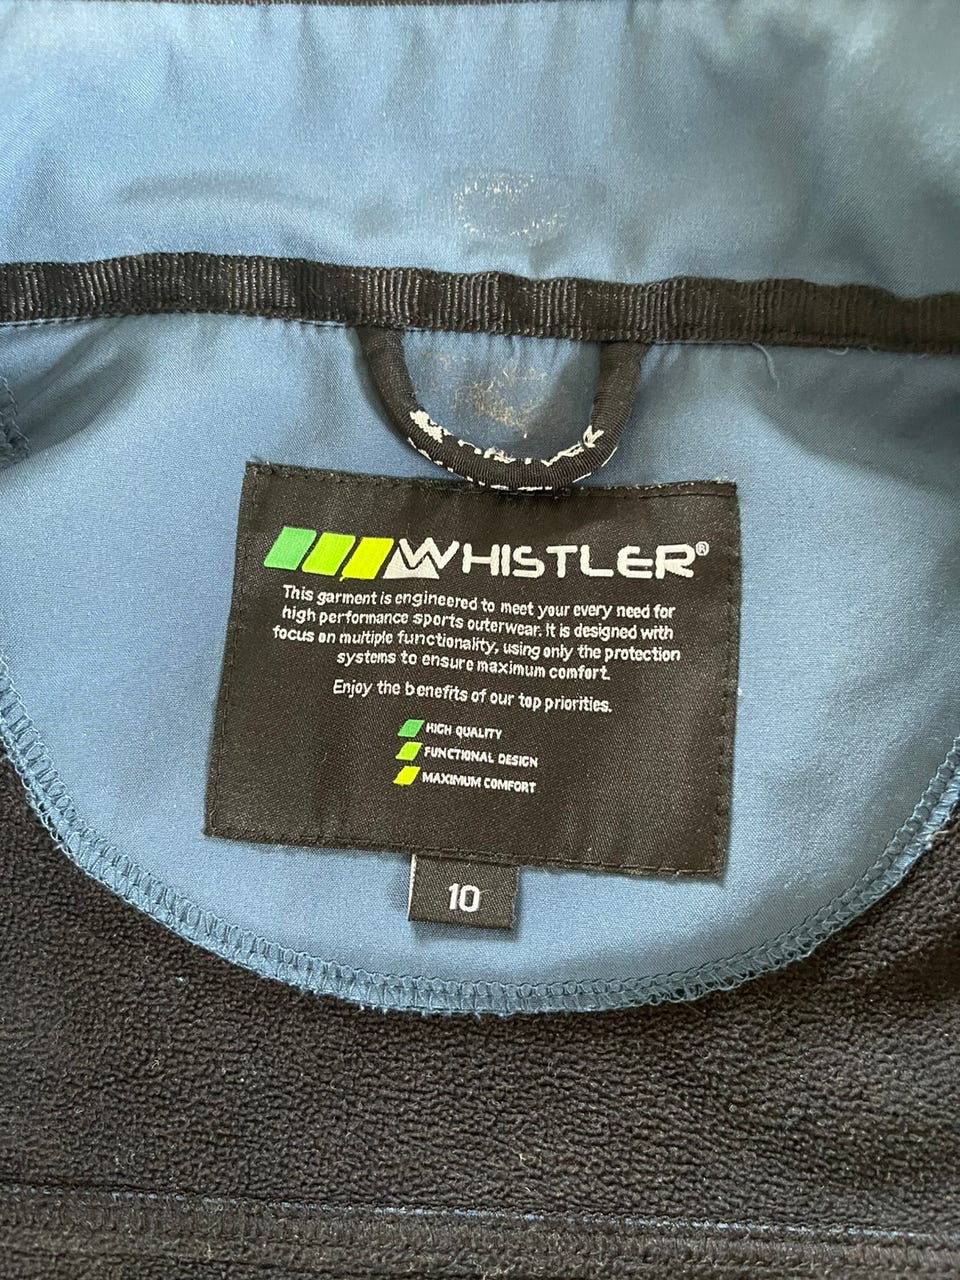 WHISTLER®
This garment is engineered to meet your every need for
high performance sports outerwear. It is designed with
focus on multiple functionality, using only the protection
systems to ensure maximum comfort.
Enjoy the benefits of our top priorities.
HIGH QUALITY
FUNCTIONAL DESIGN
MAXIMUM COMFORT
10